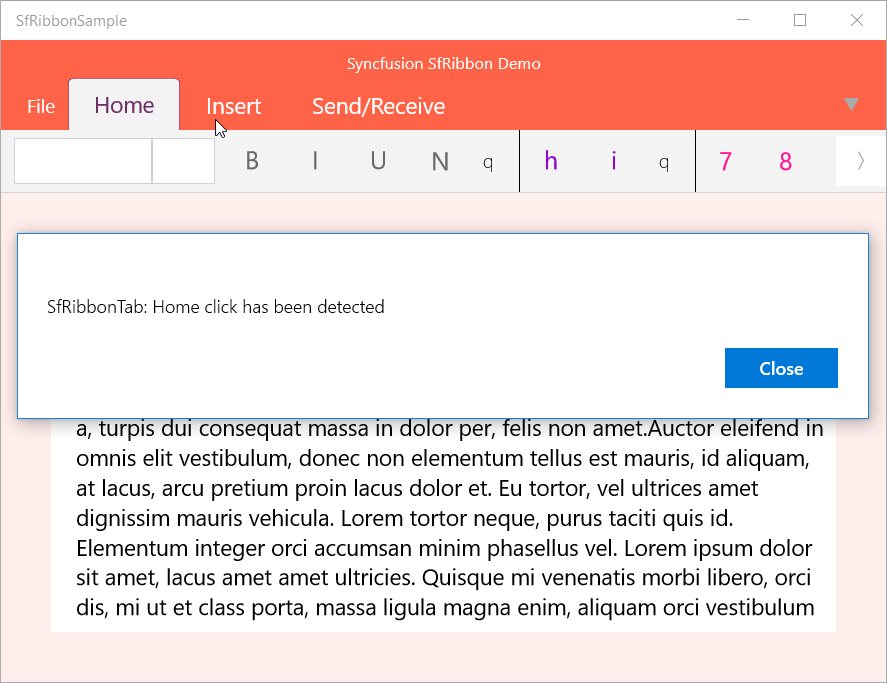 SfRibbonSample
Syncfusion SfRibbon Demo
File Home Insert Send/Receive
B I U N q h i q 7 8
SfRibbonTab: Home click has been detected
Close
a, turpis dui consequat massa in dolor per, felis non amet.Auctor eleifend in
omnis elit vestibulum, donec non elementum tellus est mauris, id aliquam,
at lacus, arcu pretium proin lacus dolor et. Eu tortor, vel ultrices amet
dignissim mauris vehicula. Lorem tortor neque, purus taciti quis id.
Elementum integer orci accumsan minim phasellus vel. Lorem ipsum dolor
sit amet, lacus amet amet ultricies. Quisque mi venenatis morbi libero, orci
dis, mi ut et class porta, massa ligula magna enim, aliquam orci vestibulum